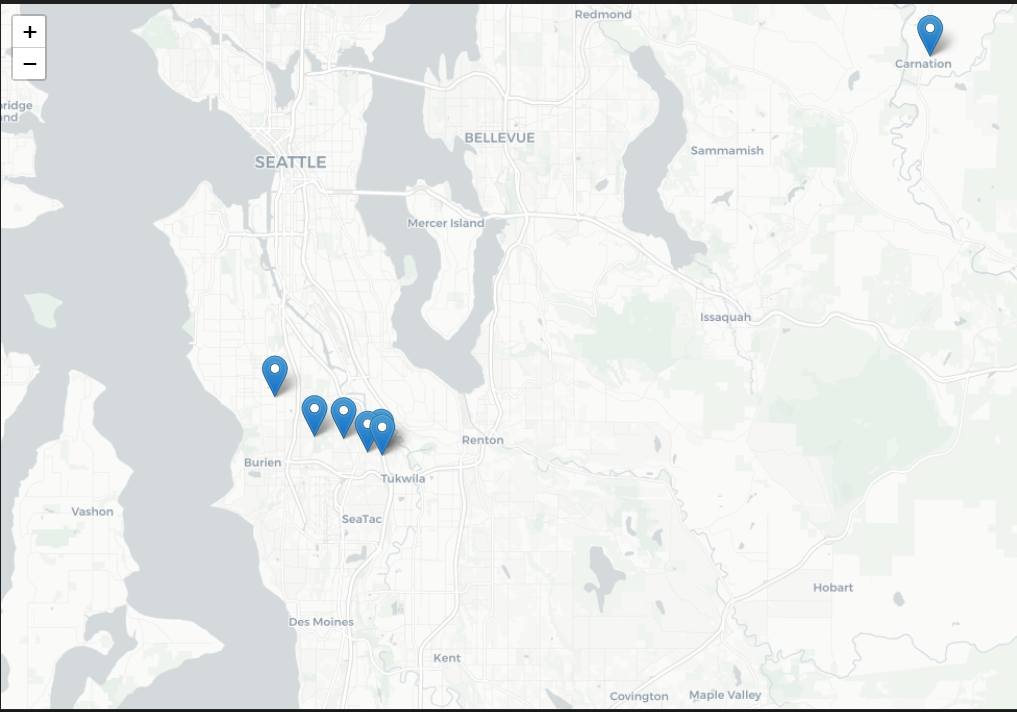 +
−
Redmond
Carnation
bridge
and
BELLEVUE
SEATTLE
Sammamish
Mercer Island
Issaquah
Renton
Burien
Tukwila
Vashon
SeaTac
Hobart
Des Moines
Kent
Covington
Maple Valley